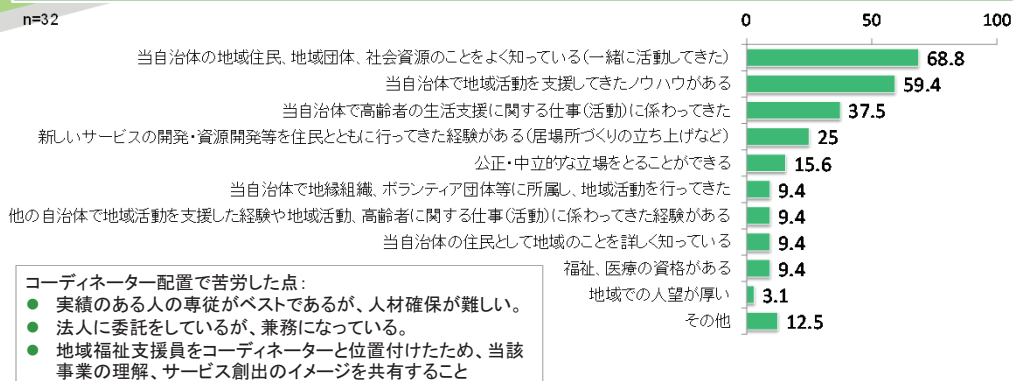 n=32
0 50 100
当自治体の地域住民、地域団体、社会資源のことをよく知っている(一緒に活動してきた) 68.8
当自治体で地域活動を支援してきたノウハウがある 59.4
当自治体で高齢者の生活支援に関する仕事(活動)に係わってきた 37.5
新しいサービスの開発・資源開発等を住民とともに行ってきた経験がある(居場所づくりの立ち上げなど) 25
公正・中立的な立場をとることができる 15.6
当自治体で地縁組織、ボランティア団体等に所属し、地域活動を行ってきた 9.4
他の自治体で地域活動を支援した経験や地域活動、高齢者に関する仕事(活動)に係わってきた経験がある 9.4
当自治体の住民として地域のことを詳しく知っている 9.4
福祉、医療の資格がある 9.4
地域での人望が厚い 3.1
その他 12.5
コーディネーター配置で苦労した点:
● 実績のある人の専従がベストであるが、人材確保が難しい。
● 法人に委託をしているが、兼務になっている。
● 地域福祉支援員をコーディネーターと位置付けたため、当該
事業の理解、サービス創出のイメージを共有すること